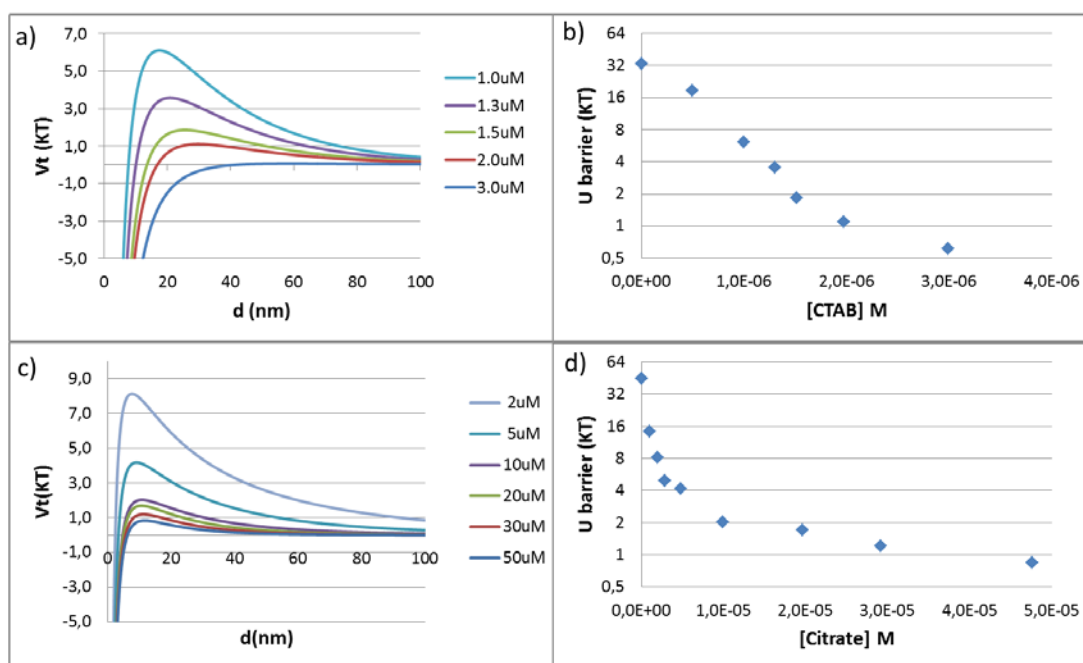 a)
7,0
5,0
3,0
1,0
-1,0
-3,0
-5,0
Vt (KT)
0 20 40 60 80 100
d (nm)
1.0uM
1.3uM
1.5uM
2.0uM
3.0uM
b)
64
32
16
8
4
2
1
0,5
U barrier (KT)
0,0E+00 1,0E-06 2,0E-06 3,0E-06 4,0E-06
[CTAB] M
c)
9,0
7,0
5,0
3,0
1,0
-1,0
-3,0
-5,0
Vt(KT)
0 20 40 60 80 100
d(nm)
2uM
5uM
10uM
20uM
30uM
50uM
d)
64
32
16
8
4
2
1
0,5
U barrier (KT)
0,0E+00 1,0E-05 2,0E-05 3,0E-05 4,0E-05 5,0E-05
[Citrate] M